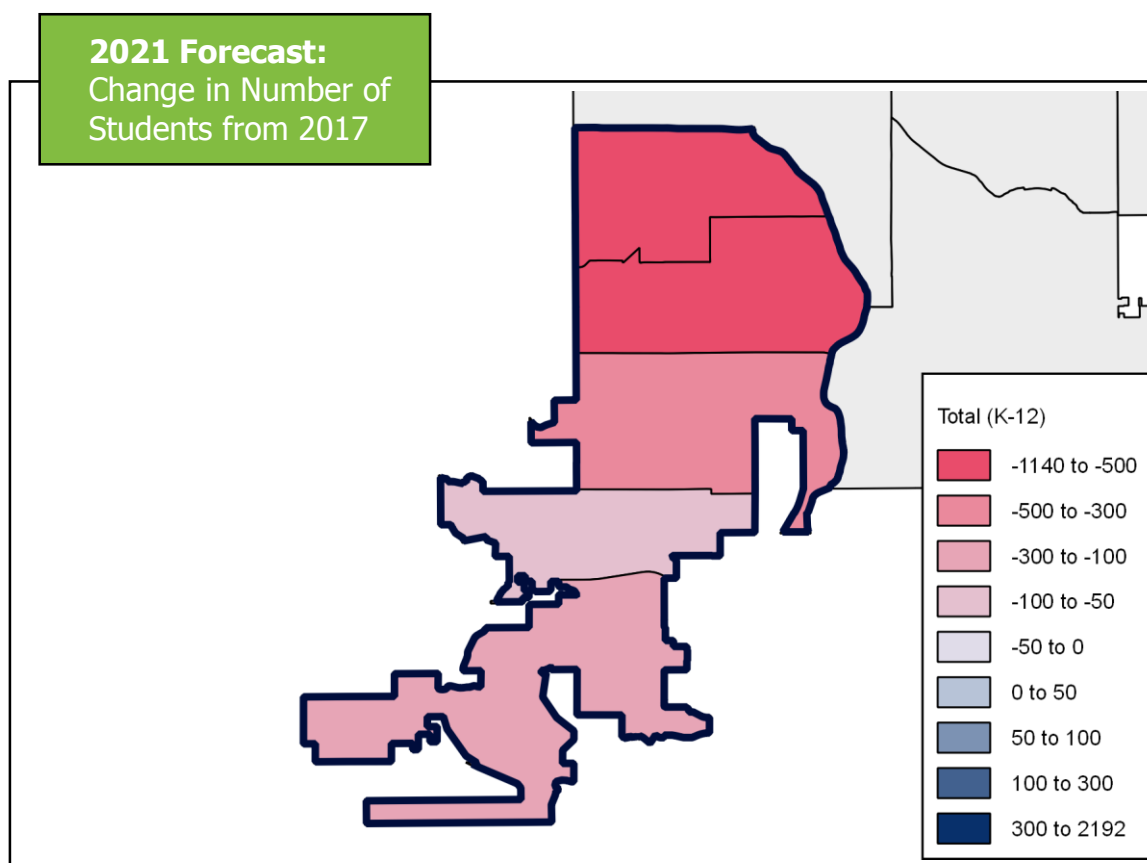 2021 Forecast:
Change in Number of
Students from 2017
Total (K-12)
-1140 to -500
-500 to -300
-300 to -100
-100 to -50
-50 to 0
0 to 50
50 to 100
100 to 300
300 to 2192